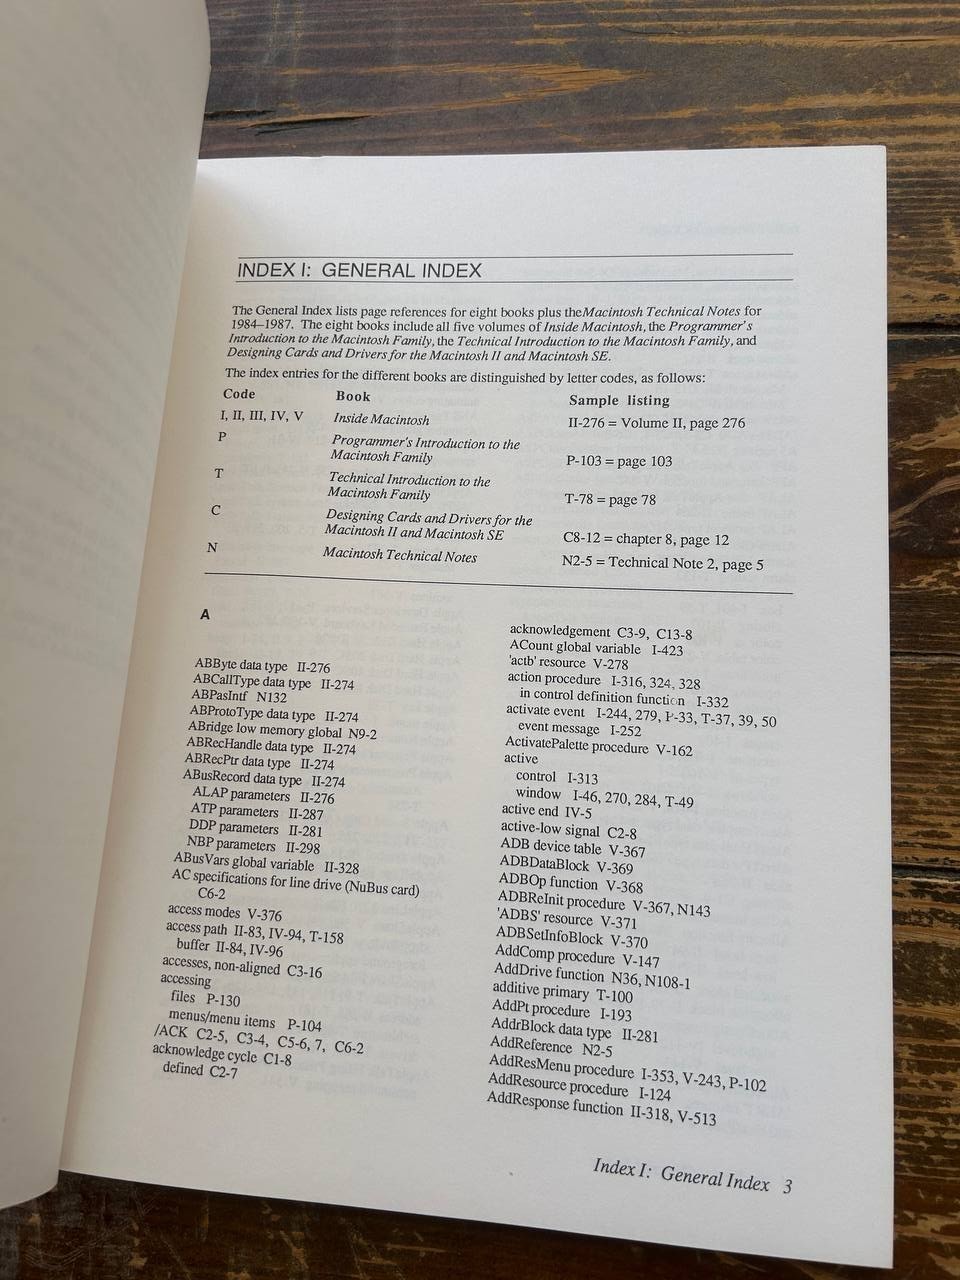 INDEX I: GENERAL INDEX
The General Index lists page references for eight books plus the Macintosh Technical Notes for
1984–1987. The eight books include all five volumes of Inside Macintosh, the Programmer's
Introduction to the Macintosh Family, the Technical Introduction to the Macintosh Family, and
Designing Cards and Drivers for the Macintosh II and Macintosh SE.
The index entries for the different books are distinguished by letter codes, as follows:
Code Book Sample listing
I, II, III, IV, V Inside Macintosh II-276 = Volume II, page 276
P Programmer's Introduction to the
Macintosh Family P-103 = page 103
T Technical Introduction to the
Macintosh Family T-78 = page 78
C Designing Cards and Drivers for the
Macintosh II and Macintosh SE C8-12 = chapter 8, page 12
N Macintosh Technical Notes N2-5 = Technical Note 2, page 5
A
ABByte data type II-276
ABCallType data type II-274
ABPasIntf N132
ABProtoType data type II-274
ABridge low memory global N9-2
ABRecHandle data type II-274
ABRecPtr data type II-274
ABusRecord data type II-274
ALAP parameters II-276
ATP parameters II-287
DDP parameters II-281
NBP parameters II-298
ABusVars global variable II-328
AC specifications for line drive (NuBus card)
C6-2
access modes V-376
access path II-83, IV-94, T-158
buffer II-84, IV-96
accesses, non-aligned C3-16
accessing
files P-130
menus/menu items P-104
/ACK C2-5, C3-4, C5-6, 7, C6-2
acknowledge cycle C1-8
defined C2-7
acknowledgement C3-9, C13-8
ACount global variable I-423
'actb' resource V-278
action procedure I-316, 324, 328
in control definition function I-332
activate event I-244, 279, P-33, T-37, 39, 50
event message I-252
ActivatePalette procedure V-162
active
control I-313
window I-46, 270, 284, T-49
active end IV-5
active-low signal C2-8
ADB device table V-367
ADBDataBlock V-369
ADBOp function V-368
ADBReInit procedure V-367, N143
'ADBS' resource V-371
ADBSetInfoBlock V-370
AddComp procedure V-147
AddDrive function N36, N108-1
additive primary T-100
AddPt procedure I-193
AddrBlock data type II-281
AddReference N2-5
AddResMenu procedure I-353, V-243, P-102
AddResource procedure I-124
AddResponse function II-318, V-513
Index I: General Index 3